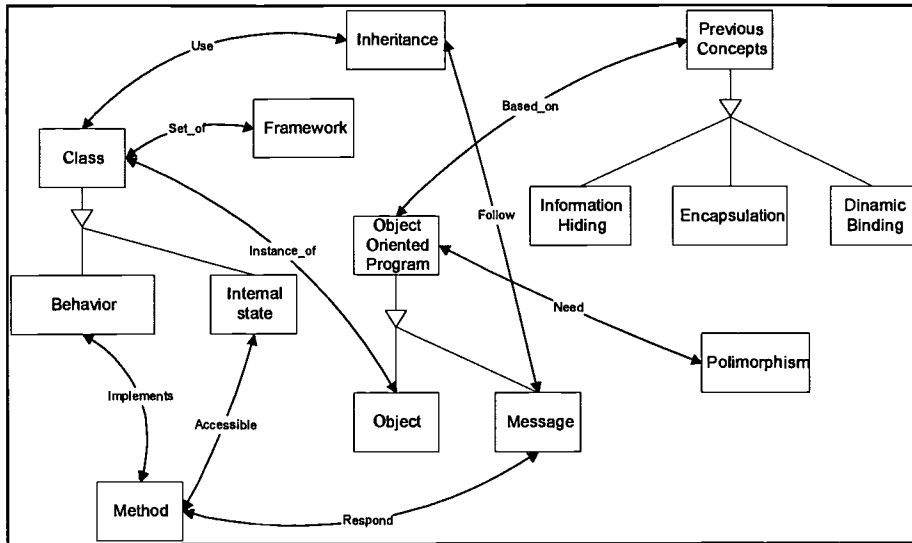 Inheritance
Previous
Concepts
Use
Based_on
Set_of
Framework
Class
Information
Hiding
Encapsulation
Dinamic
Binding
Follow
Object
Oriented
Program
Instance_of
Behavior
Internal
state
Need
Polimorphism
Implements
Accessible
Object
Message
Method
Respond